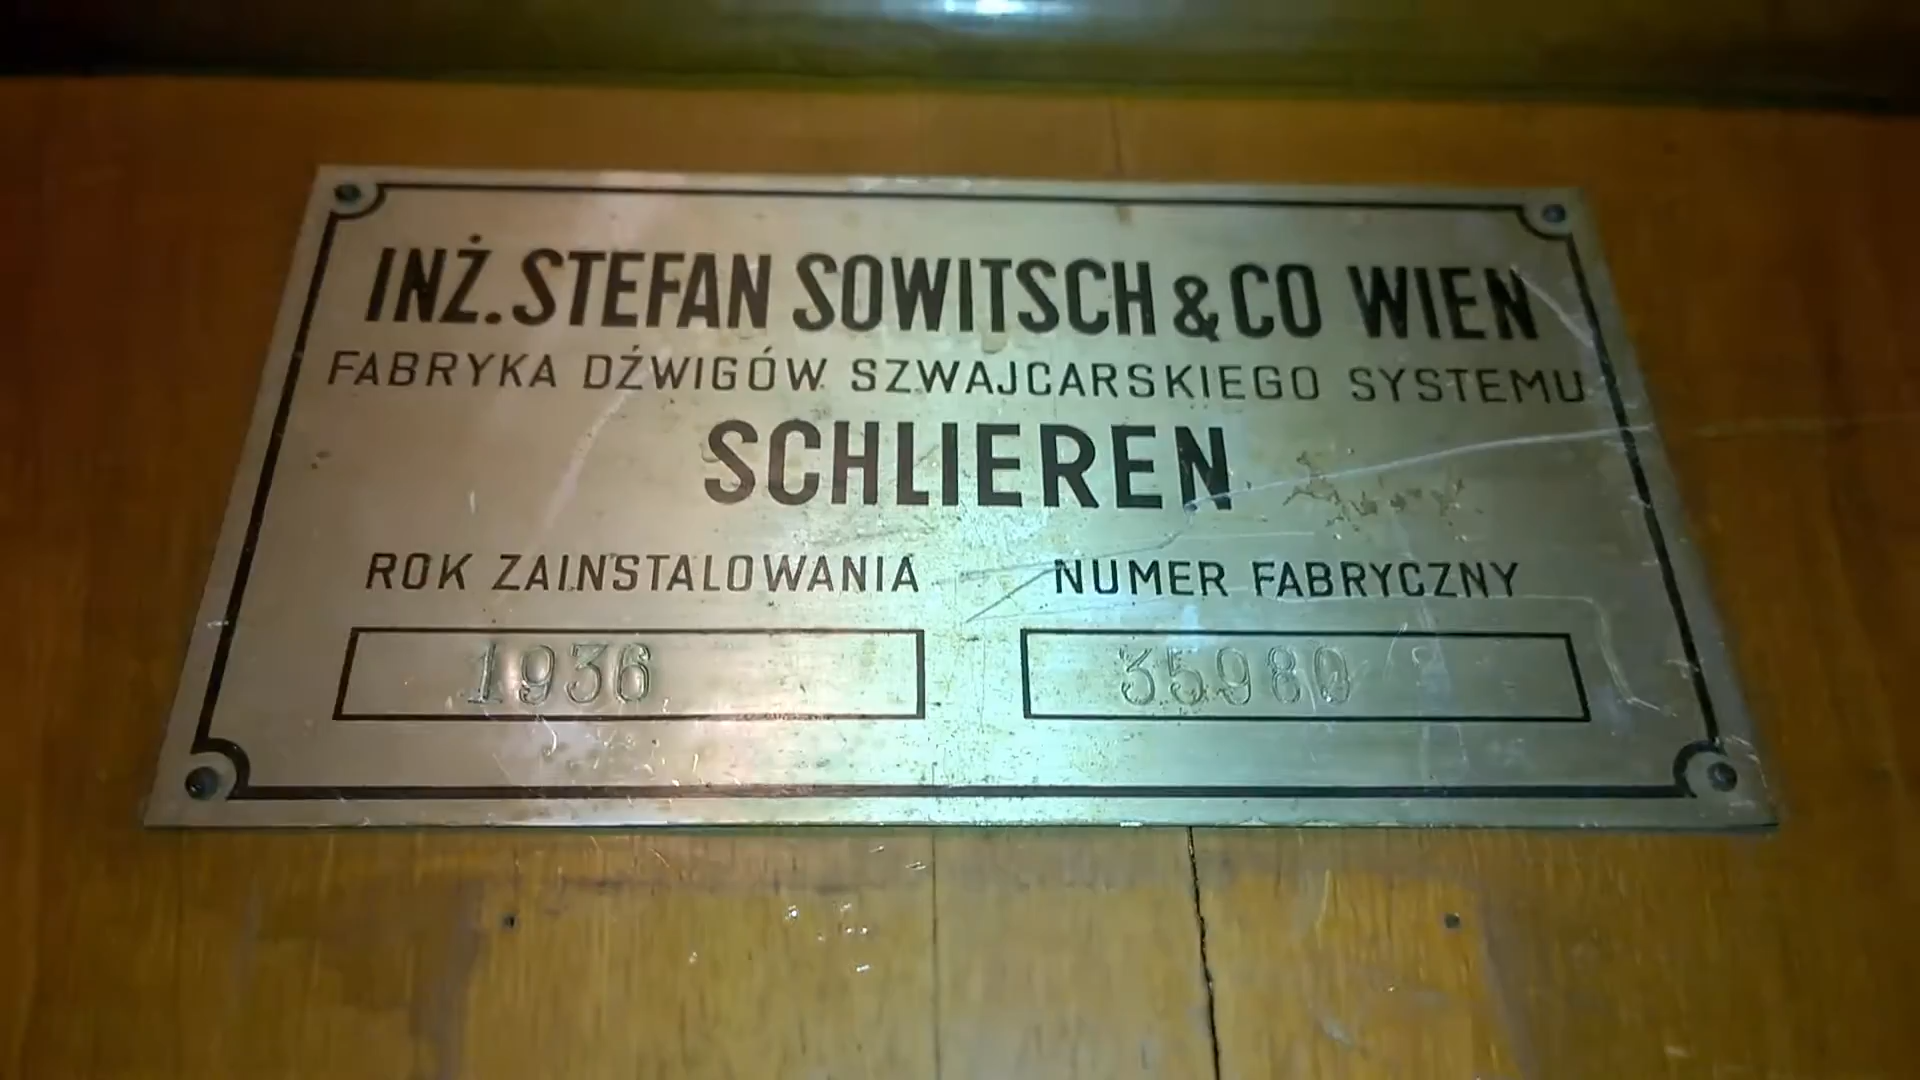 INŻ. STEFAN SOWITSCH & CO WIEN
FABRYKA DŹWIGÓW SZWAJCARSKIEGO SYSTEMU
SCHLIEREN
ROK ZAINSTALOWANIA NUMER FABRYCZNY
1936 35980